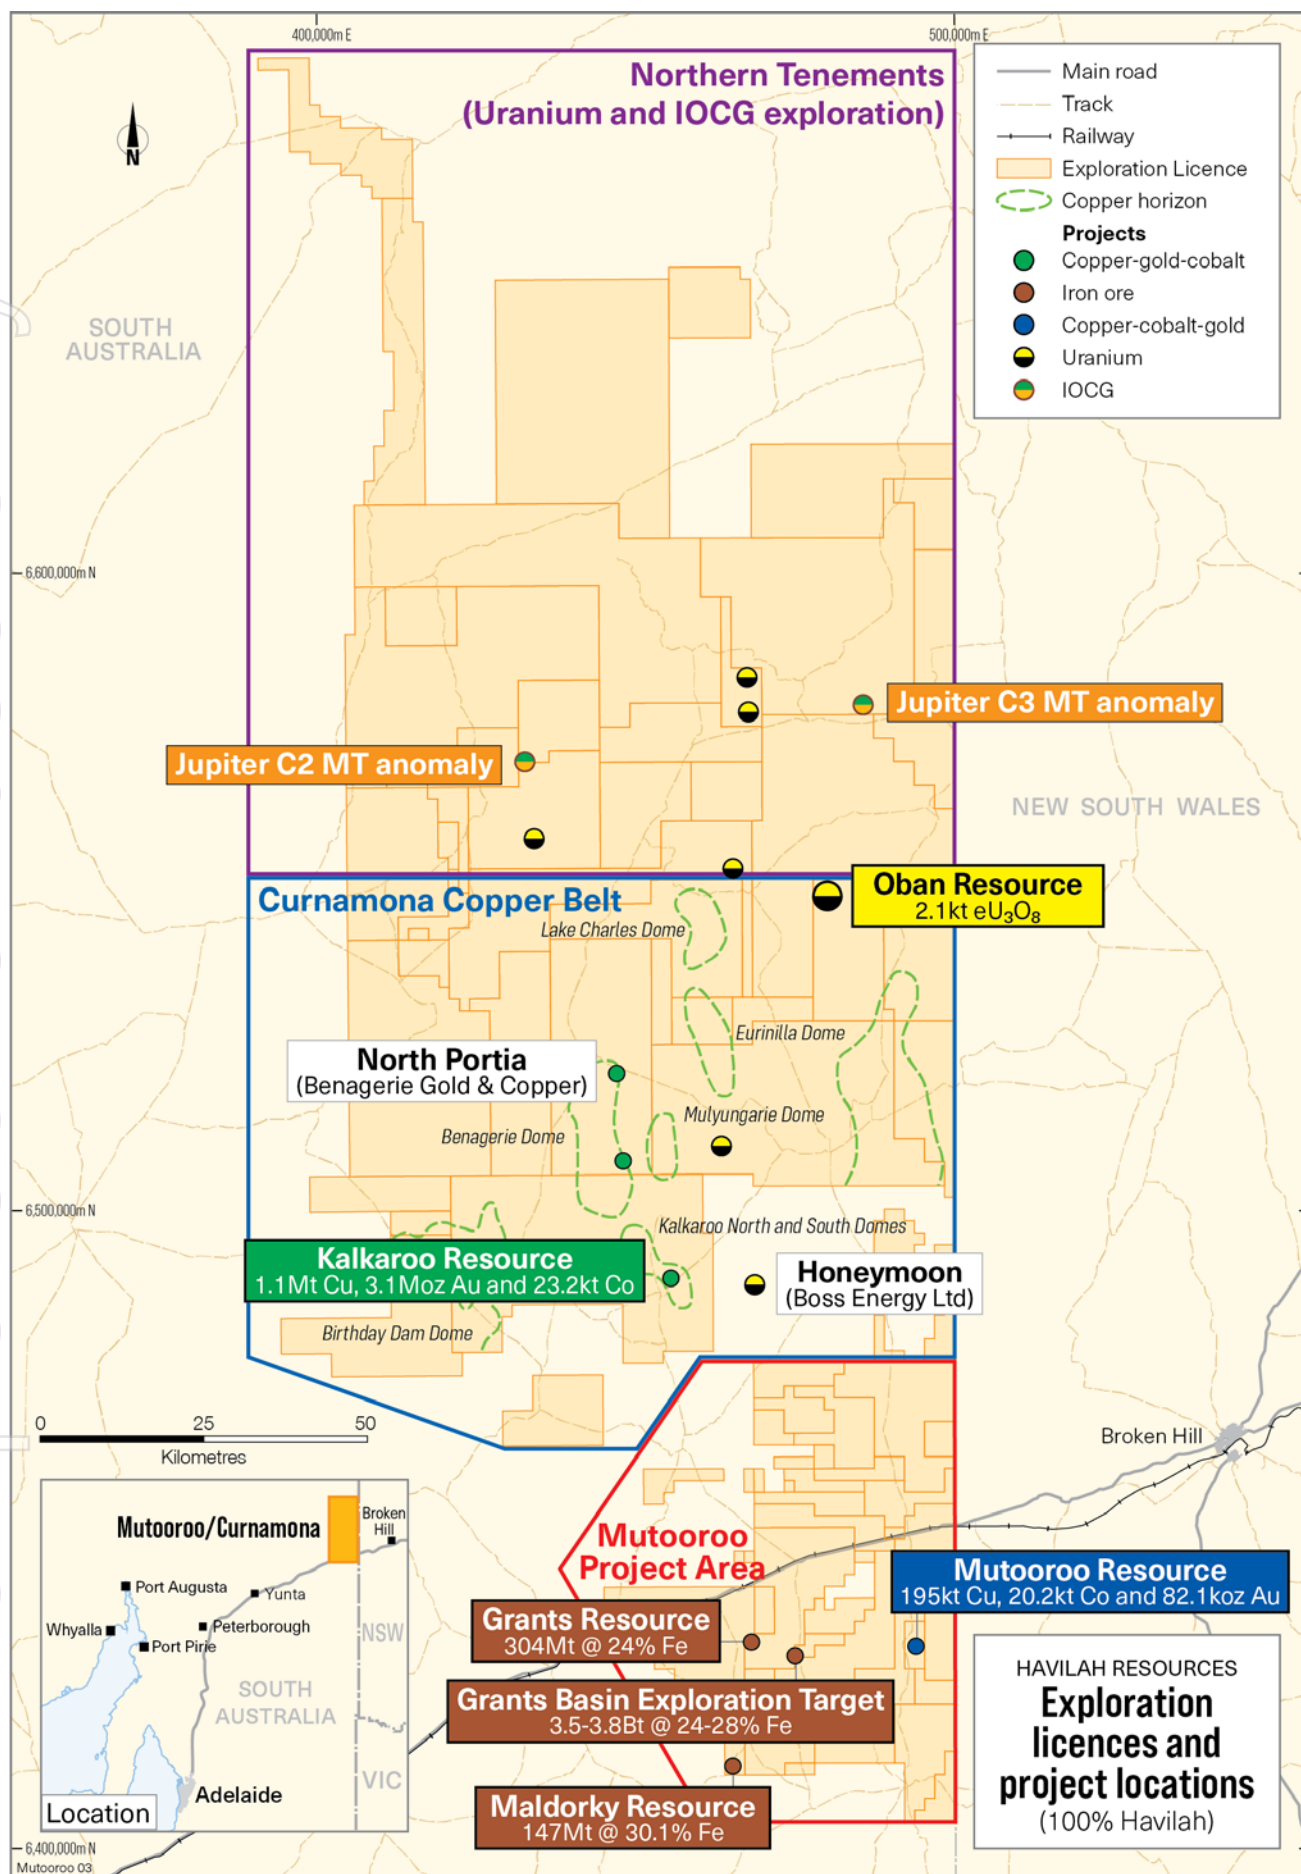 400,000m E
500,000m E
Northern Tenements
(Uranium and IOCG exploration)
N
Main road
Track
Railway
Exploration Licence
Copper horizon
Projects
Copper-gold-cobalt
Iron ore
Copper-cobalt-gold
Uranium
IOCG
SOUTH
AUSTRALIA
6,600,000m N
Jupiter C3 MT anomaly
Jupiter C2 MT anomaly
NEW SOUTH WALES
Oban Resource
2.1kt eU₃O₈
Curnamona Copper Belt
Lake Charles Dome
Eurinilla Dome
North Portia
(Benagerie Gold & Copper)
Mulyungarie Dome
Benagerie Dome
6,500,000m N
Kalkaroo North and South Domes
Kalkaroo Resource
1.1Mt Cu, 3.1Moz Au and 23.2kt Co
Honeymoon
(Boss Energy Ltd)
Birthday Dam Dome
0 25 50
Kilometres
Broken Hill
Mutooroo
Project Area
Mutooroo Resource
195kt Cu, 20.2kt Co and 82.1koz Au
Grants Resource
304Mt @ 24% Fe
Grants Basin Exploration Target
3.5-3.8Bt @ 24-28% Fe
Maldorky Resource
147Mt @ 30.1% Fe
Mutooroo/Curnamona
Broken
Hill
Port Augusta
Yunta
Whyalla
Peterborough
Port Pirie
NSW
SOUTH
AUSTRALIA
VIC
Adelaide
Location
HAVILAH RESOURCES
Exploration
licences and
project locations
(100% Havilah)
6,400,000m N
Mutooroo 03